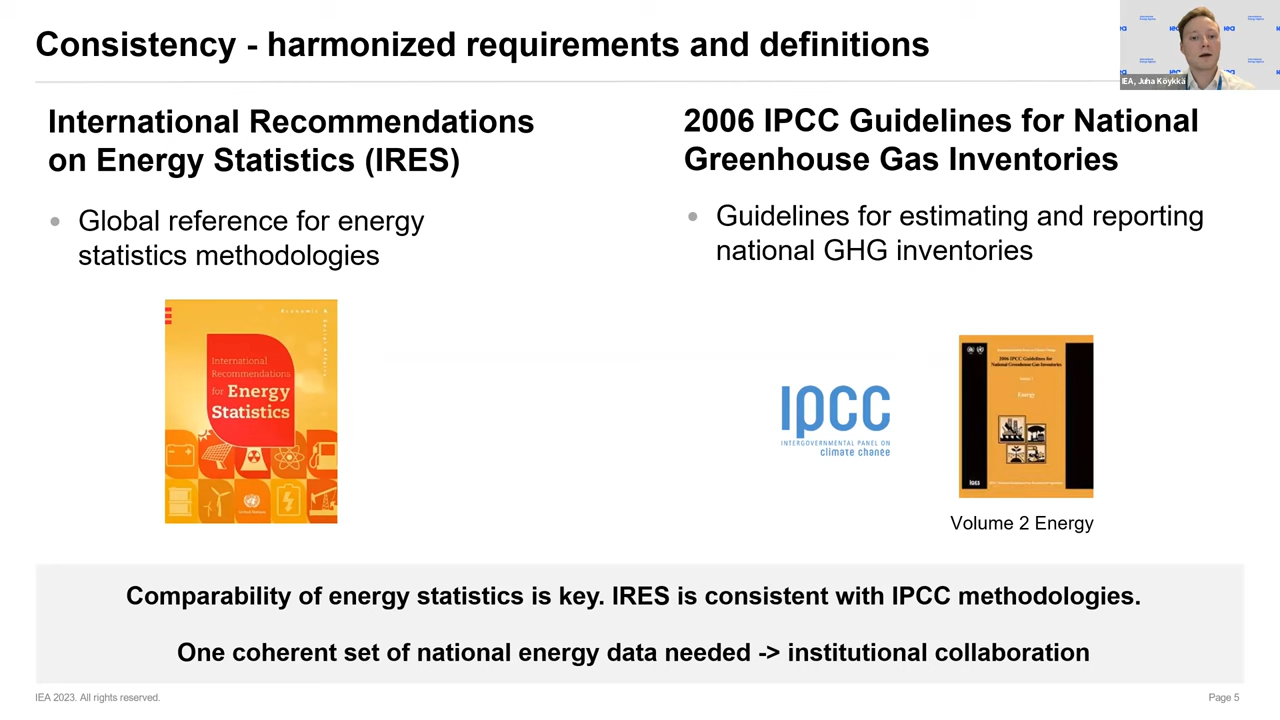 Consistency - harmonized requirements and definitions
IEA, Juha Köykkä
International Recommendations
on Energy Statistics (IRES)
Global reference for energy
statistics methodologies
International
Recommendations
for Energy
Statistics
United Nations
2006 IPCC Guidelines for National
Greenhouse Gas Inventories
Guidelines for estimating and reporting
national GHG inventories
ipcc
INTERGOVERNMENTAL PANEL ON
climate change
2006 IPCC Guidelines for
National Greenhouse Gas Inventories
Energy
Volume 2 Energy
Comparability of energy statistics is key. IRES is consistent with IPCC methodologies.
One coherent set of national energy data needed -> institutional collaboration
IEA 2023. All rights reserved.
Page 5